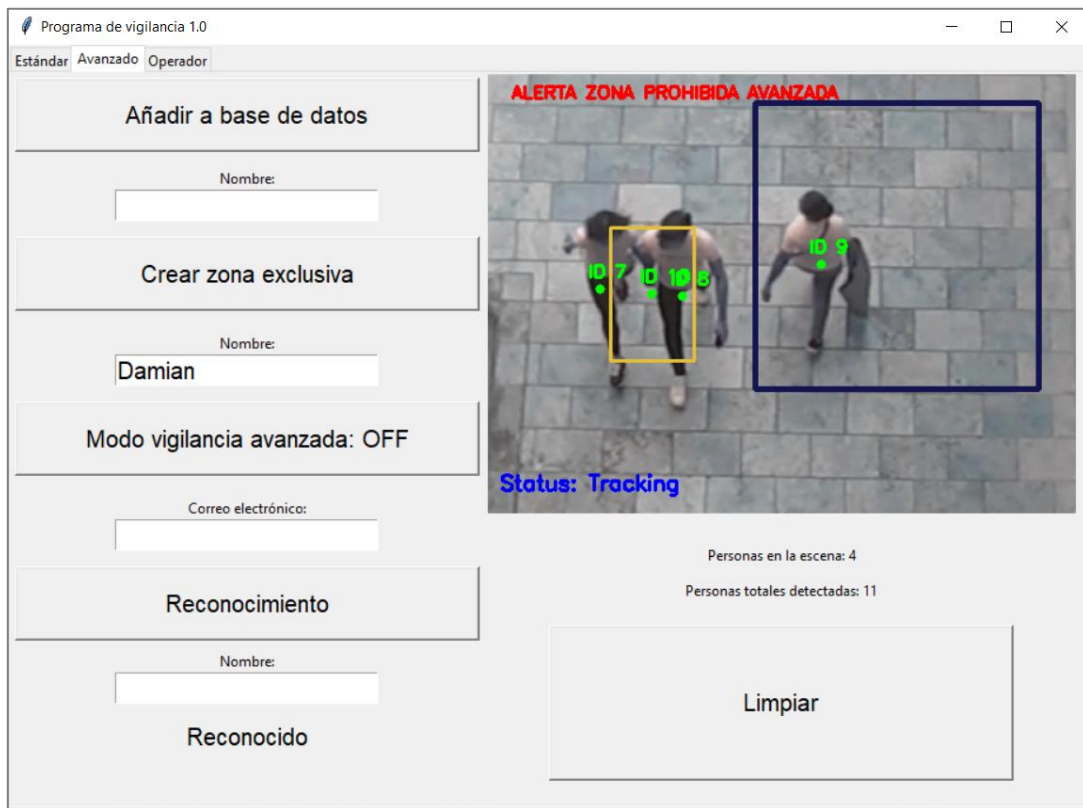 Programa de vigilancia 1.0
Estándar Avanzado Operador
Añadir a base de datos
Nombre:
Crear zona exclusiva
Nombre:
Damian
Modo vigilancia avanzada: OFF
Correo electrónico:
Reconocimiento
Nombre:
Reconocido
ALERTA ZONA PROHIBIDA AVANZADA
ID 9
ID 7
ID 10
8
Status: Tracking
Personas en la escena: 4
Personas totales detectadas: 11
Limpiar